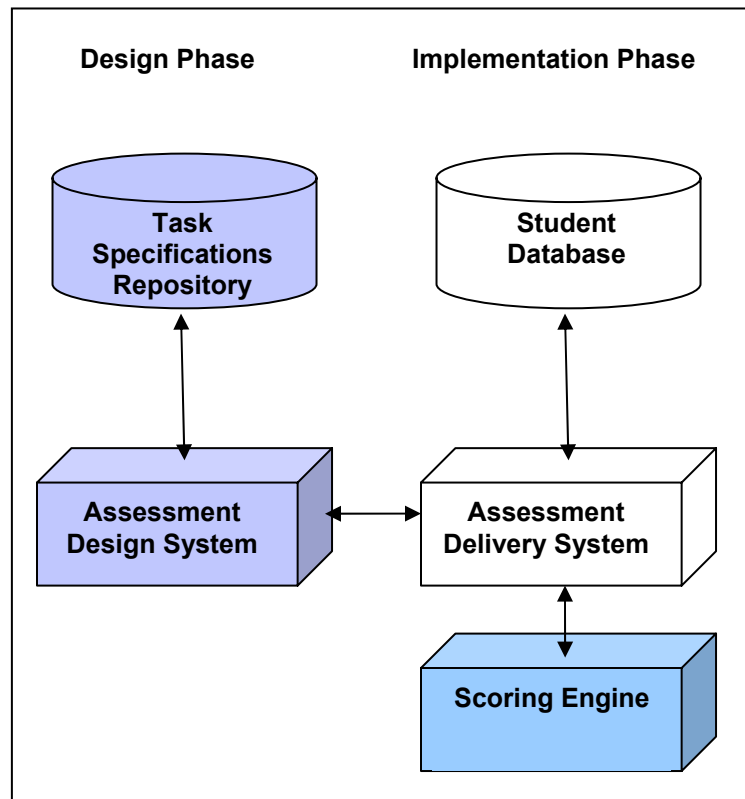 Design Phase
Implementation Phase
Task
Specifications
Repository
Student
Database
Assessment
Design System
Assessment
Delivery System
Scoring Engine